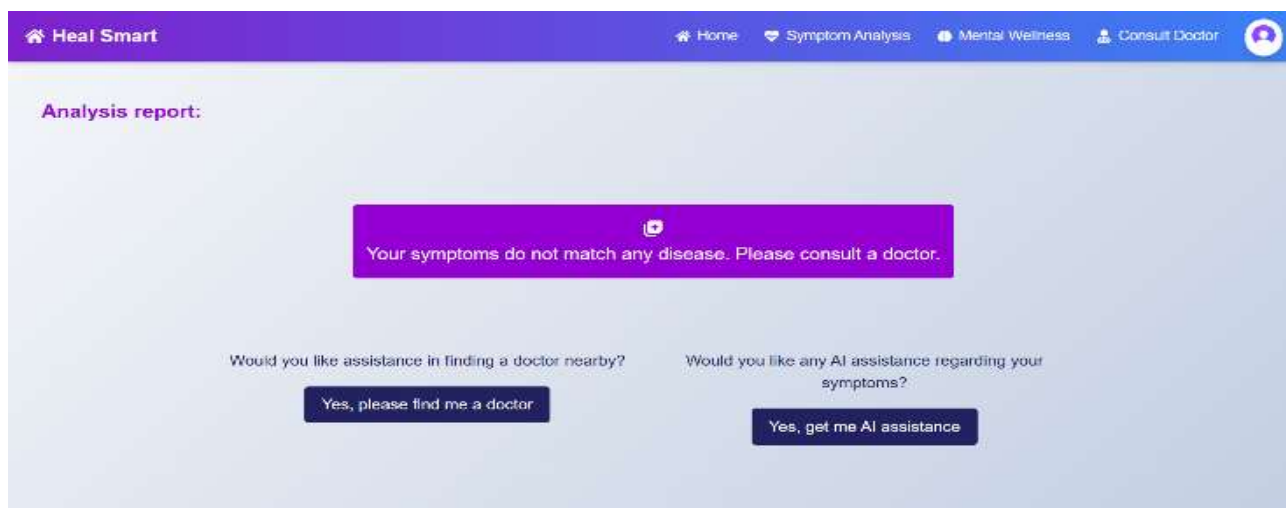 Heal Smart Home Symptom Analysis Mental Wellness Consult Doctor
Analysis report:
Your symptoms do not match any disease. Please consult a doctor.
Would you like assistance in finding a doctor nearby?
Yes, please find me a doctor
Would you like any AI assistance regarding your
symptoms?
Yes, get me AI assistance